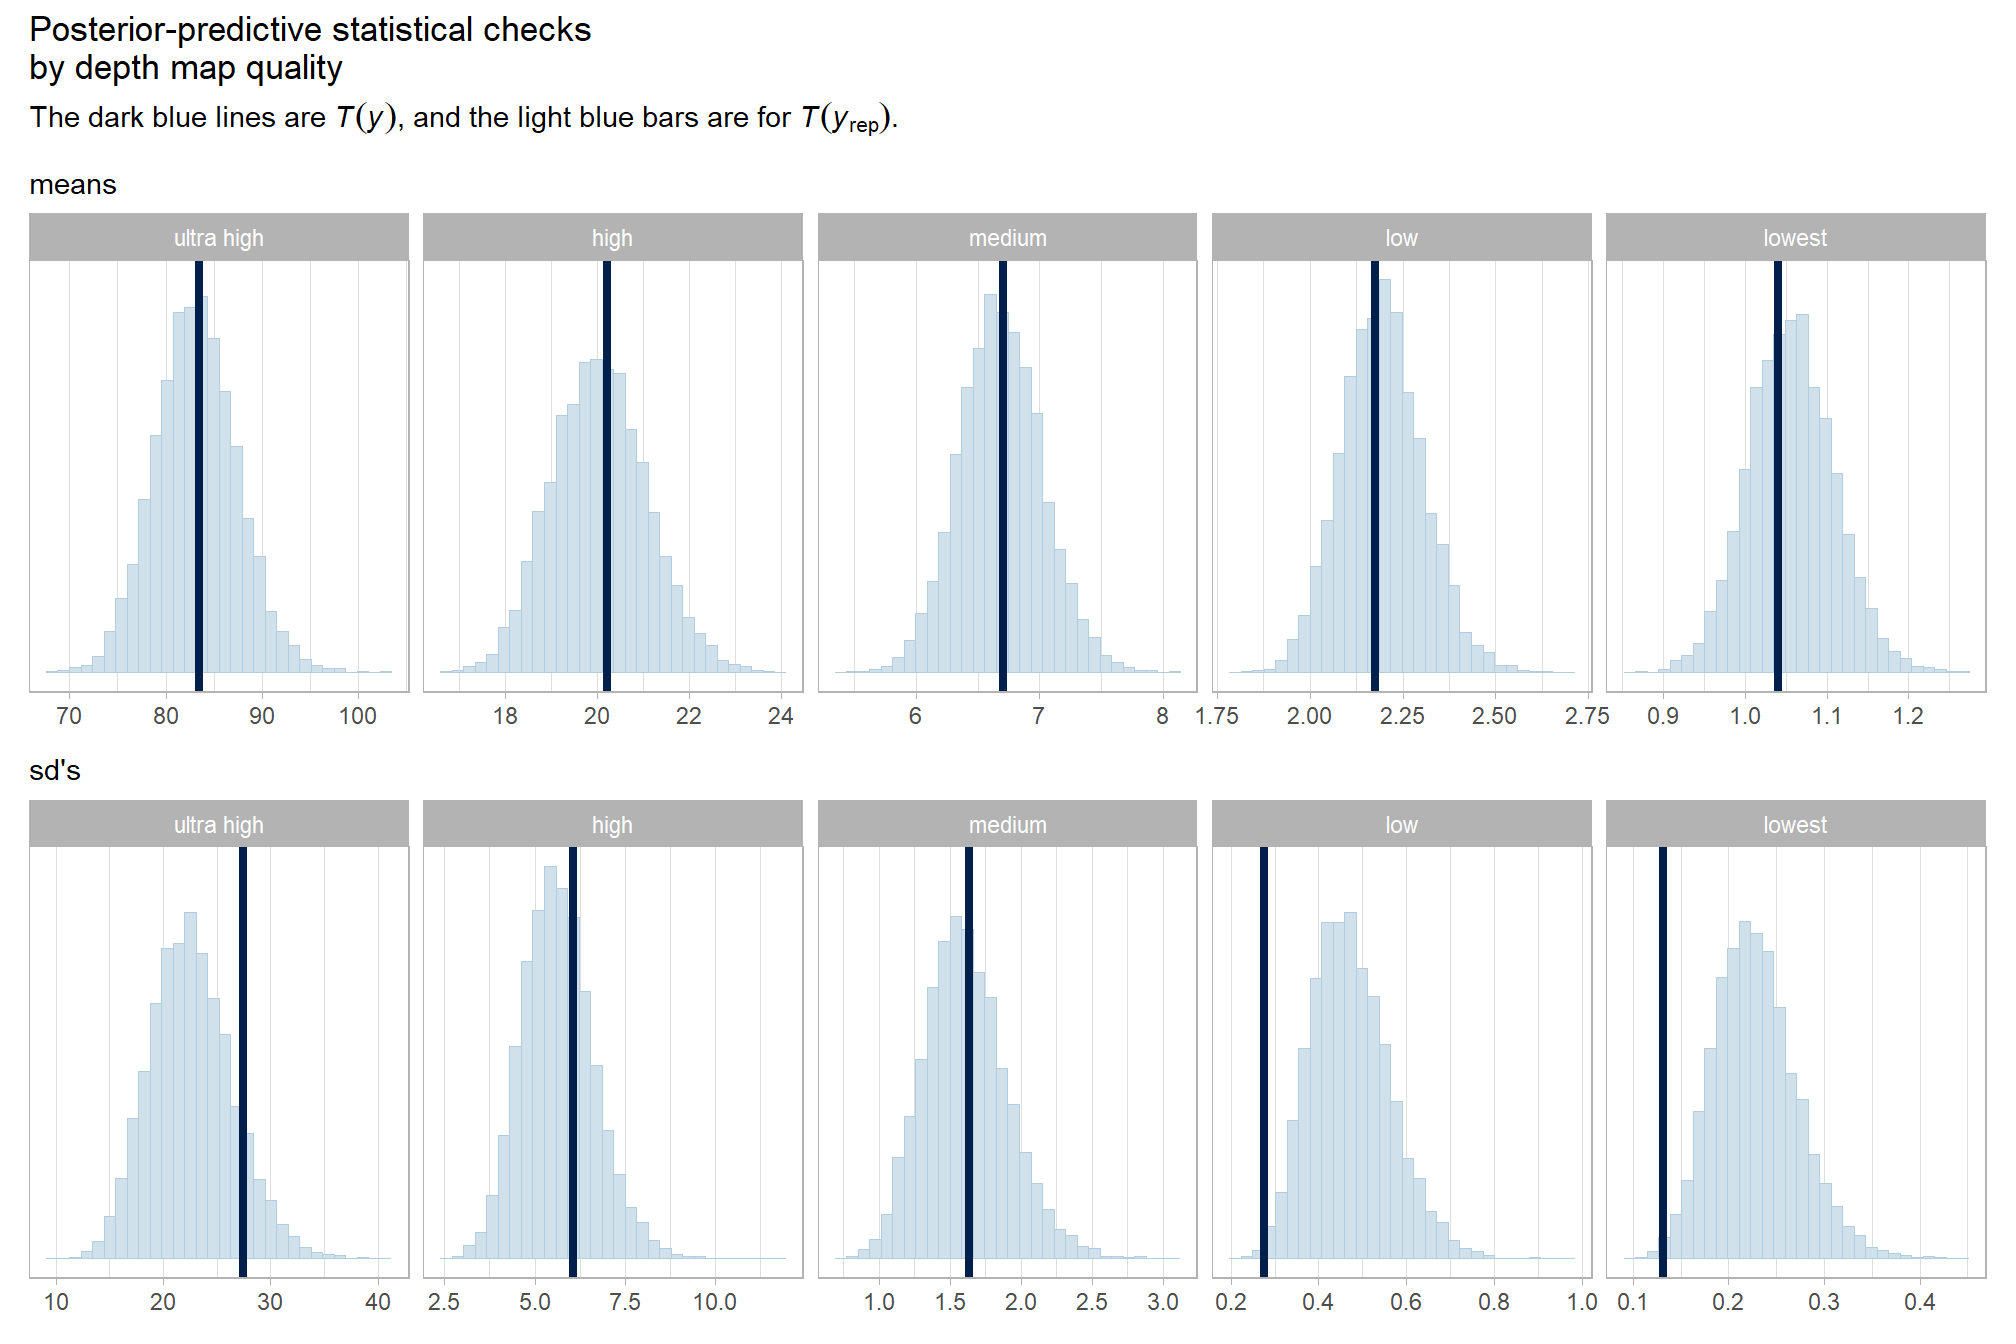 Posterior-predictive statistical checks
by depth map quality
The dark blue lines are T(y), and the light blue bars are for T(y_rep).
means
ultra high high medium low lowest
70 80 90 100 18 20 22 24 6 7 8 1.75 2.00 2.25 2.50 2.75 0.9 1.0 1.1 1.2
sd's
ultra high high medium low lowest
10 20 30 40 2.5 5.0 7.5 10.0 1.0 1.5 2.0 2.5 3.0 0.2 0.4 0.6 0.8 1.0 0.1 0.2 0.3 0.4